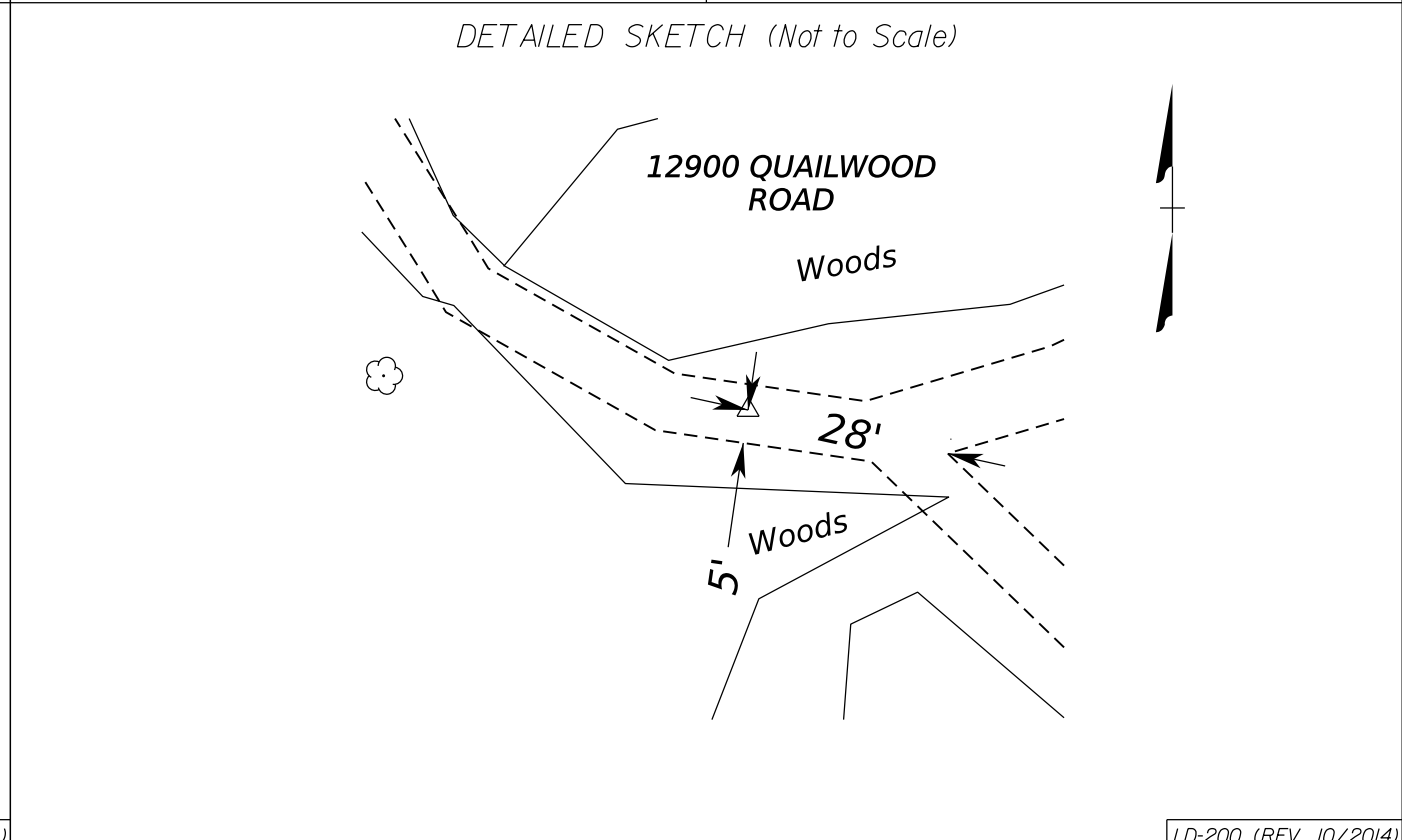 DETAILED SKETCH (Not to Scale)
12900 QUAILWOOD
ROAD
Woods
28'
Woods
5'
)
LD-200 (REV. 10/2014)